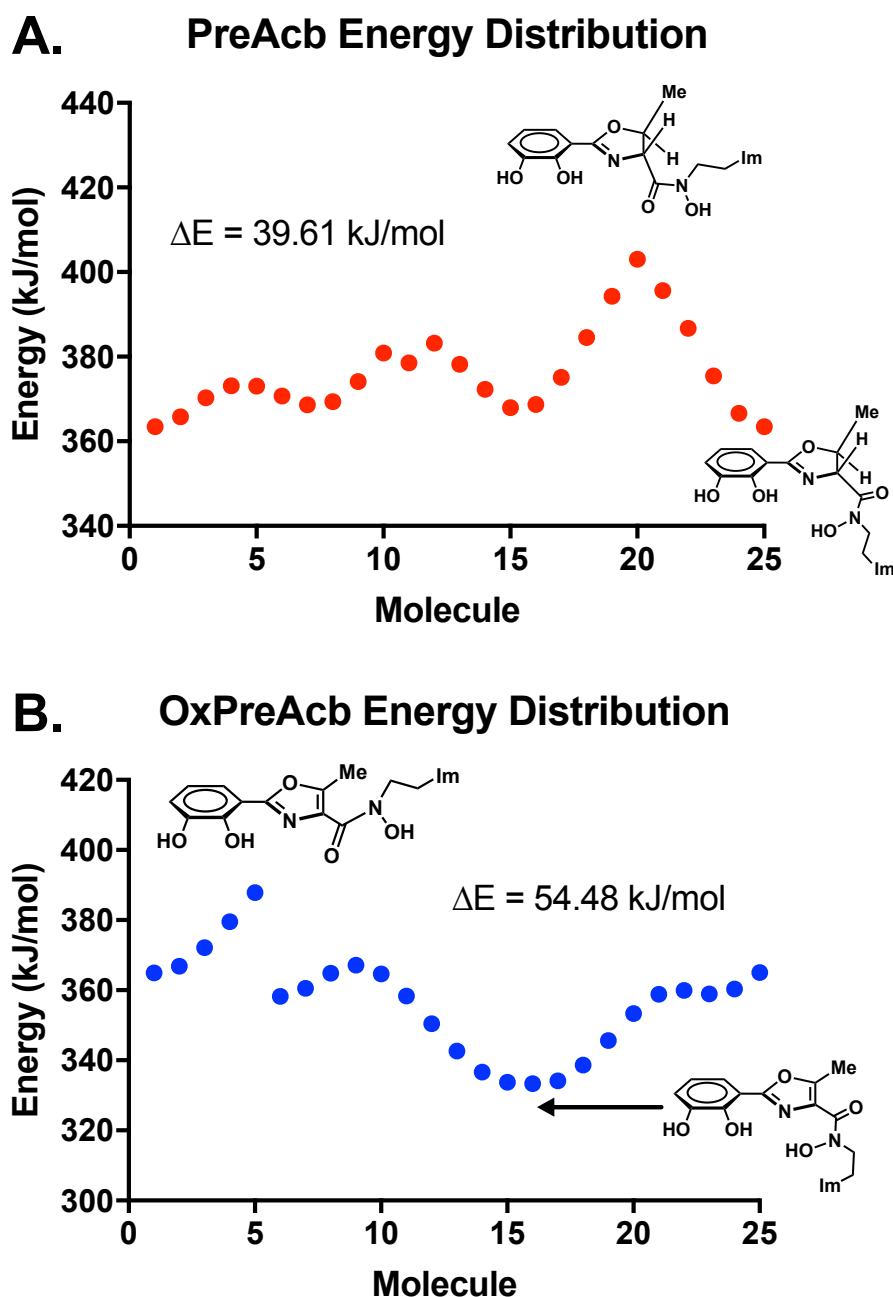 A. PreAcb Energy Distribution
440
420
400
380
360
340
Energy (kJ/mol)
ΔE = 39.61 kJ/mol
Me
O
H
N
H
Im
HO
OH
N
O
OH
Me
O
H
N
H
HO
OH
O
N
HO
Im
0 5 10 15 20 25
Molecule
B. OxPreAcb Energy Distribution
420
400
380
360
340
320
300
Energy (kJ/mol)
O
Me
Im
N
N
HO
OH
OH
O
ΔE = 54.48 kJ/mol
O
Me
N
O
HO
OH
HO
N
Im
0 5 10 15 20 25
Molecule